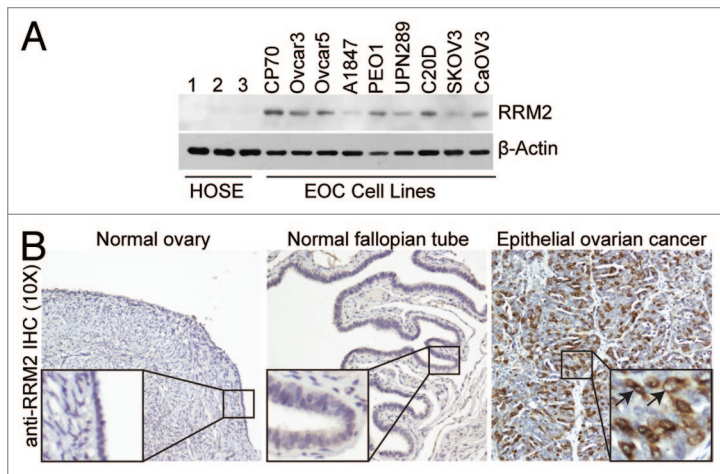 A
1 2 3 CP70 Ovcar3 Ovcar5 A1847 PEO1 UPN289 C20D SKOV3 CaOV3
RRM2
β-Actin
HOSE EOC Cell Lines
B
Normal ovary Normal fallopian tube Epithelial ovarian cancer
anti-RRM2 IHC (10X)